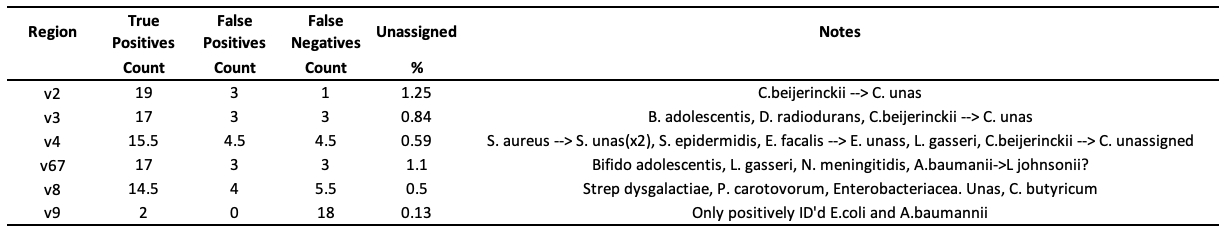 Region True Positives False Positives False Negatives Unassigned Notes
Count Count Count %
v2 19 3 1 1.25 C.beijerinckii --> C. unas
v3 17 3 3 0.84 B. adolescentis, D. radiodurans, C.beijerinckii --> C. unas
v4 15.5 4.5 4.5 0.59 S. aureus --> S. unas(x2), S. epidermidis, E. facalis --> E. unass, L. gasseri, C.beijerinckii --> C. unassigned
v67 17 3 3 1.1 Bifido adolescentis, L. gasseri, N. meningitidis, A.baumanii->L johnsonii?
v8 14.5 4 5.5 0.5 Strep dysgalactiae, P. carotovorum, Enterobacteriacea. Unas, C. butyricum
v9 2 0 18 0.13 Only positively ID'd E.coli and A.baumannii